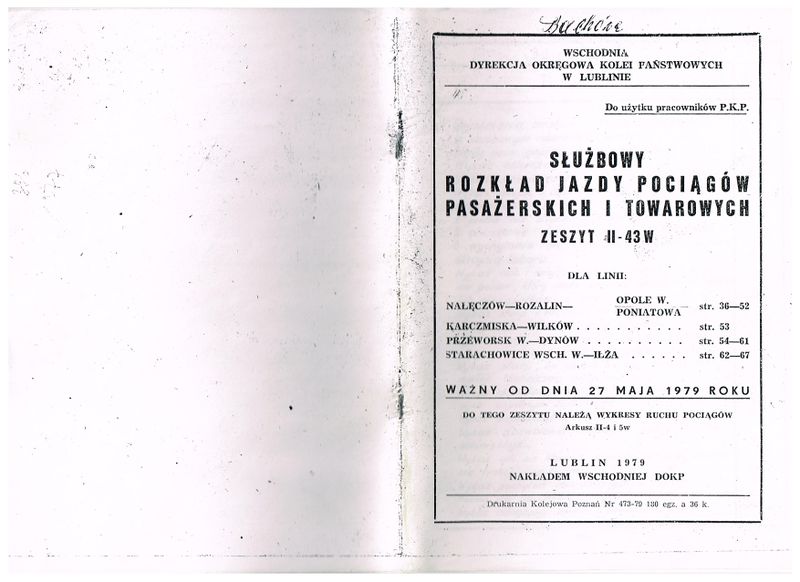 Bachórz
WSCHODNIA
DYREKCJA OKRĘGOWA KOLEI PAŃSTWOWYCH
W LUBLINIE
Do użytku pracowników P.K.P.
SŁUŻBOWY
ROZKŁAD JAZDY POCIĄGÓW
PASAŻERSKICH I TOWAROWYCH
ZESZYT II-43W
DLA LINII:
NAŁĘCZÓW—ROZALIN— OPOLE W. PONIATOWA str. 36—52
KARCZMISKA—WILKÓW . . . . . . . . . . . str. 53
PRZEWORSK W.—DYNÓW . . . . . . . . . . str. 54—61
STARACHOWICE WSCH. W.—IŁŻA . . . . . . str. 62—67
WAŻNY OD DNIA 27 MAJA 1979 ROKU
DO TEGO ZESZYTU NALEŻĄ WYKRESY RUCHU POCIĄGÓW
Arkusz II-4 i 5w
LUBLIN 1979
NAKŁADEM WSCHODNIEJ DOKP
Drukarnia Kolejowa Poznań Nr 473-79 180 egz. a 36 k.